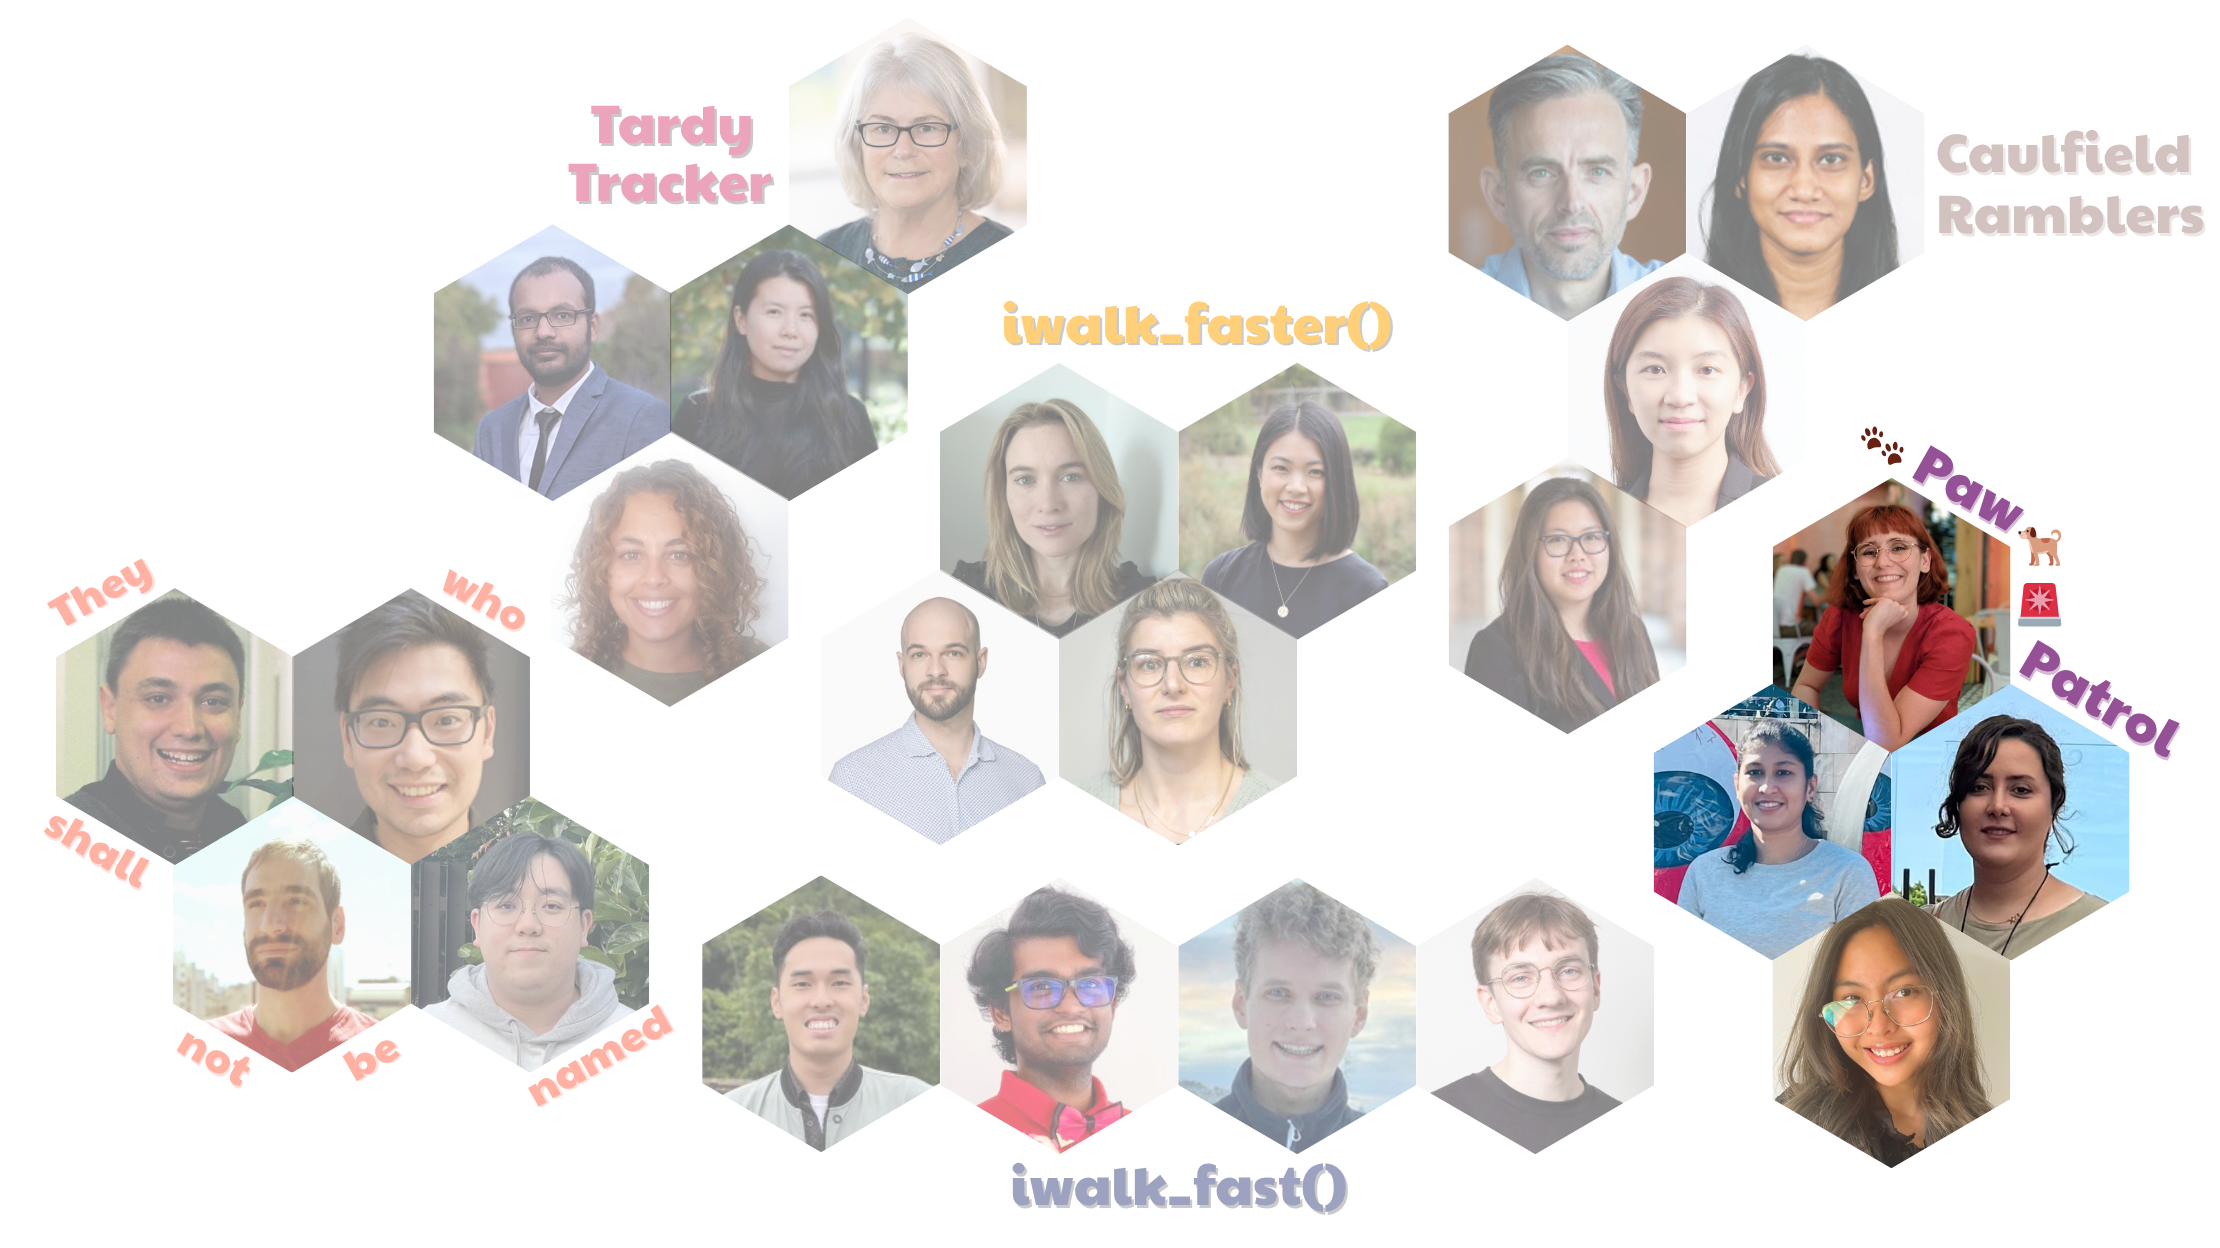 Tardy
Tracker
Caulfield
Ramblers
iwalk_faster()
Paw
Patrol
They
who
shall
not
be
named
iwalk_fast()